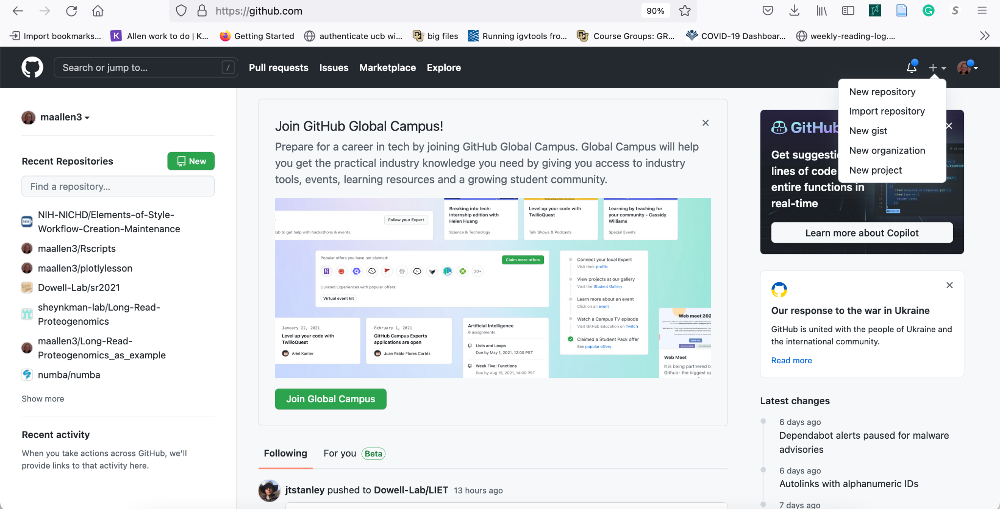 https://github.com
90%
Import bookmarks...
Allen work to do | K...
Getting Started
authenticate ucb wi...
big files
Running igvtools fro...
Course Groups: GR...
COVID-19 Dashboar...
weekly-reading-log....
Search or jump to...
/
Pull requests
Issues
Marketplace
Explore
New repository
Import repository
New gist
New organization
New project
maallen3
Recent Repositories
New
Find a repository...
NIH-NICHD/Elements-of-Style-
Workflow-Creation-Maintenance
maallen3/Rscripts
maallen3/plotlylesson
Dowell-Lab/sr2021
sheynkman-lab/Long-Read-
Proteogenomics
maallen3/Long-Read-
Proteogenomics_as_example
numba/numba
Show more
Recent activity
When you take actions across GitHub, we’ll
provide links to that activity here.
Join GitHub Global Campus!
Prepare for a career in tech by joining GitHub Global Campus. Global Campus will help
you get the practical industry knowledge you need by giving you access to industry
tools, events, learning resources and a growing student community.
Follow your Expert
to get help with hackathons & events.
Breaking into tech:
internship edition with
Helen Huang
Science & Technology
Level up your code with
TwilioQuest
Talk Shows & Podcasts
Learning by teaching for
your community - Cassidy
Williams
Special Events
Popular offers you have not claimed:
Claim more offers
20+
Curated Experiences with popular offers:
Virtual event kit
Connect your local Expert
Visit their profile
View projects at our gallery
Visit the Student Gallery
Learn more about an event
Click on an event
Watch a Campus TV episode
Visit GitHub Education on Twitch
Claimed a Student Pack offer
See popular offers
January 22, 2021
Level up your code with
TwilioQuest
Ariel Kanter
February 1, 2021
GitHub Campus Experts
applications are open
Juan Pablo Flores Cortés
Artificial Intelligence
6 assignments
Lists and Loops
Due by May 1, 2021, 12:00 PST
Week Five: Functions
Due by Aug 15, 2021, 14:00 PST
Web meet 202
Web Meet
It is being partnered b
Github- the biggest op
Join Global Campus
Following
For you
Beta
jtstanley pushed to Dowell-Lab/LIET 13 hours ago
GitHub
Get suggesti
lines of code
entire functions in
real-time
Learn more about Copilot
Our response to the war in Ukraine
GitHub is united with the people of Ukraine and
the international community.
Read more
Latest changes
6 days ago
Dependabot alerts paused for malware
advisories
6 days ago
Autolinks with alphanumeric IDs
7 days ago